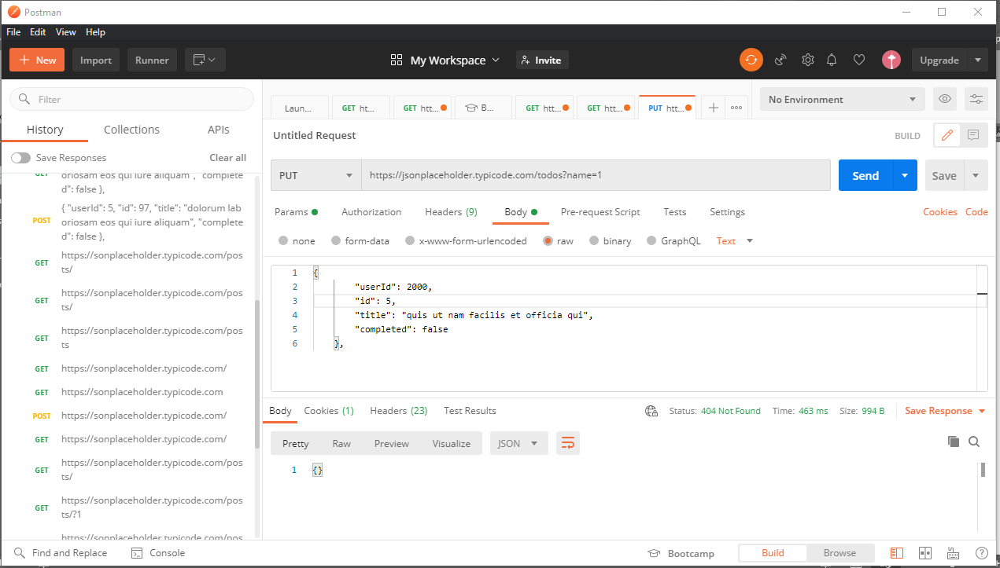 Postman
File Edit View Help
New Import Runner My Workspace Invite Upgrade
Filter
History Collections APIs
Save Responses Clear all
oriosam eos qui iure aliquam", "complete
d": false },
POST { "userId": 5, "id": 97, "title": "dolorum lab
oriosam eos qui iure aliquam", "complete
d": false },
GET https://sonplaceholder.typicode.com/pos
ts/
GET https://sonplaceholder.typicode.com/pos
ts/
GET https://sonplaceholder.typicode.com/pos
ts
GET https://sonplaceholder.typicode.com/
GET https://sonplaceholder.typicode.com
POST https://sonplaceholder.typicode.com/
GET https://sonplaceholder.typicode.com/
GET https://sonplaceholder.typicode.com/pos
ts/
GET https://sonplaceholder.typicode.com/pos
ts/?1
https://sonplaceholder.typicode.com/pos
Laun... GET ht... GET htt... B... GET htt... GET htt... PUT htt... No Environment
Untitled Request BUILD
PUT https://jsonplaceholder.typicode.com/todos?name=1 Send Save
Params Authorization Headers (9) Body Pre-request Script Tests Settings Cookies Code
none form-data x-www-form-urlencoded raw binary GraphQL Text
1 {
2 "userId": 2000,
3 "id": 5,
4 "title": "quis ut nam facilis et officia qui",
5 "completed": false
6 },
Body Cookies (1) Headers (23) Test Results Status: 404 Not Found Time: 463 ms Size: 994 B Save Response
Pretty Raw Preview Visualize JSON
1 {}
Find and Replace Console Bootcamp Build Browse